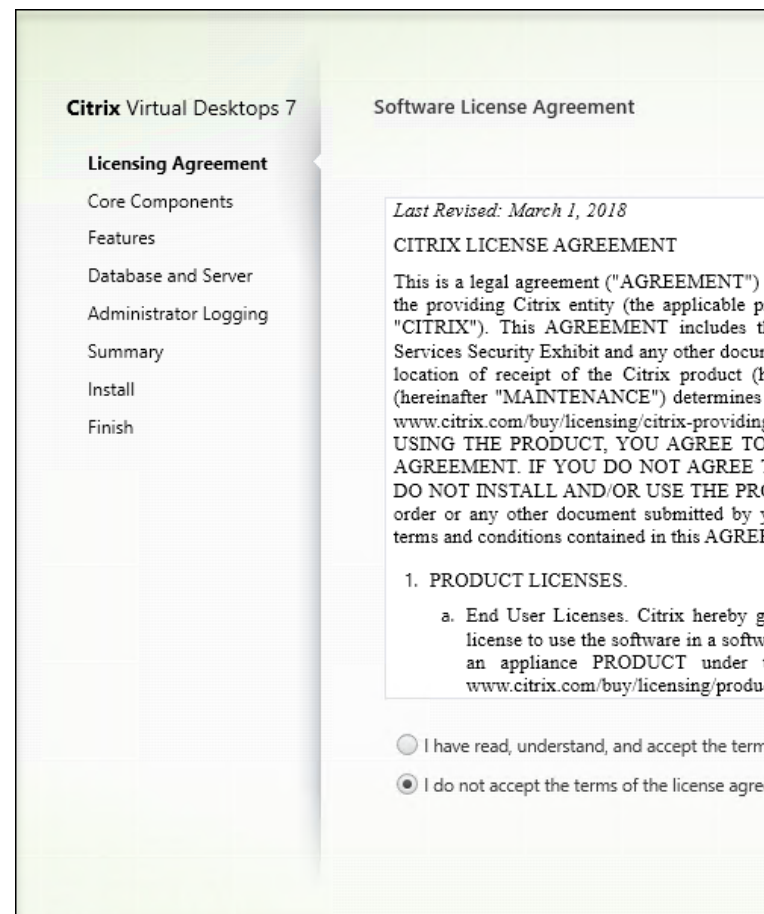 Citrix Virtual Desktops 7
Licensing Agreement
Core Components
Features
Database and Server
Administrator Logging
Summary
Install
Finish
Software License Agreement
Last Revised: March 1, 2018
CITRIX LICENSE AGREEMENT
This is a legal agreement ("AGREEMENT")
the providing Citrix entity (the applicable
"CITRIX"). This AGREEMENT includes
Services Security Exhibit and any other
location of receipt of the Citrix product
(hereinafter "MAINTENANCE") determines
www.citrix.com/buy/licensing/citrix-providing
USING THE PRODUCT, YOU AGREE TO
AGREEMENT. IF YOU DO NOT AGREE
DO NOT INSTALL AND/OR USE THE
order or any other document submitted by
terms and conditions contained in this
1. PRODUCT LICENSES.
a. End User Licenses. Citrix hereby
license to use the software in a
an appliance PRODUCT under
www.citrix.com/buy/licensing/produ
I have read, understand, and accept the
I do not accept the terms of the license